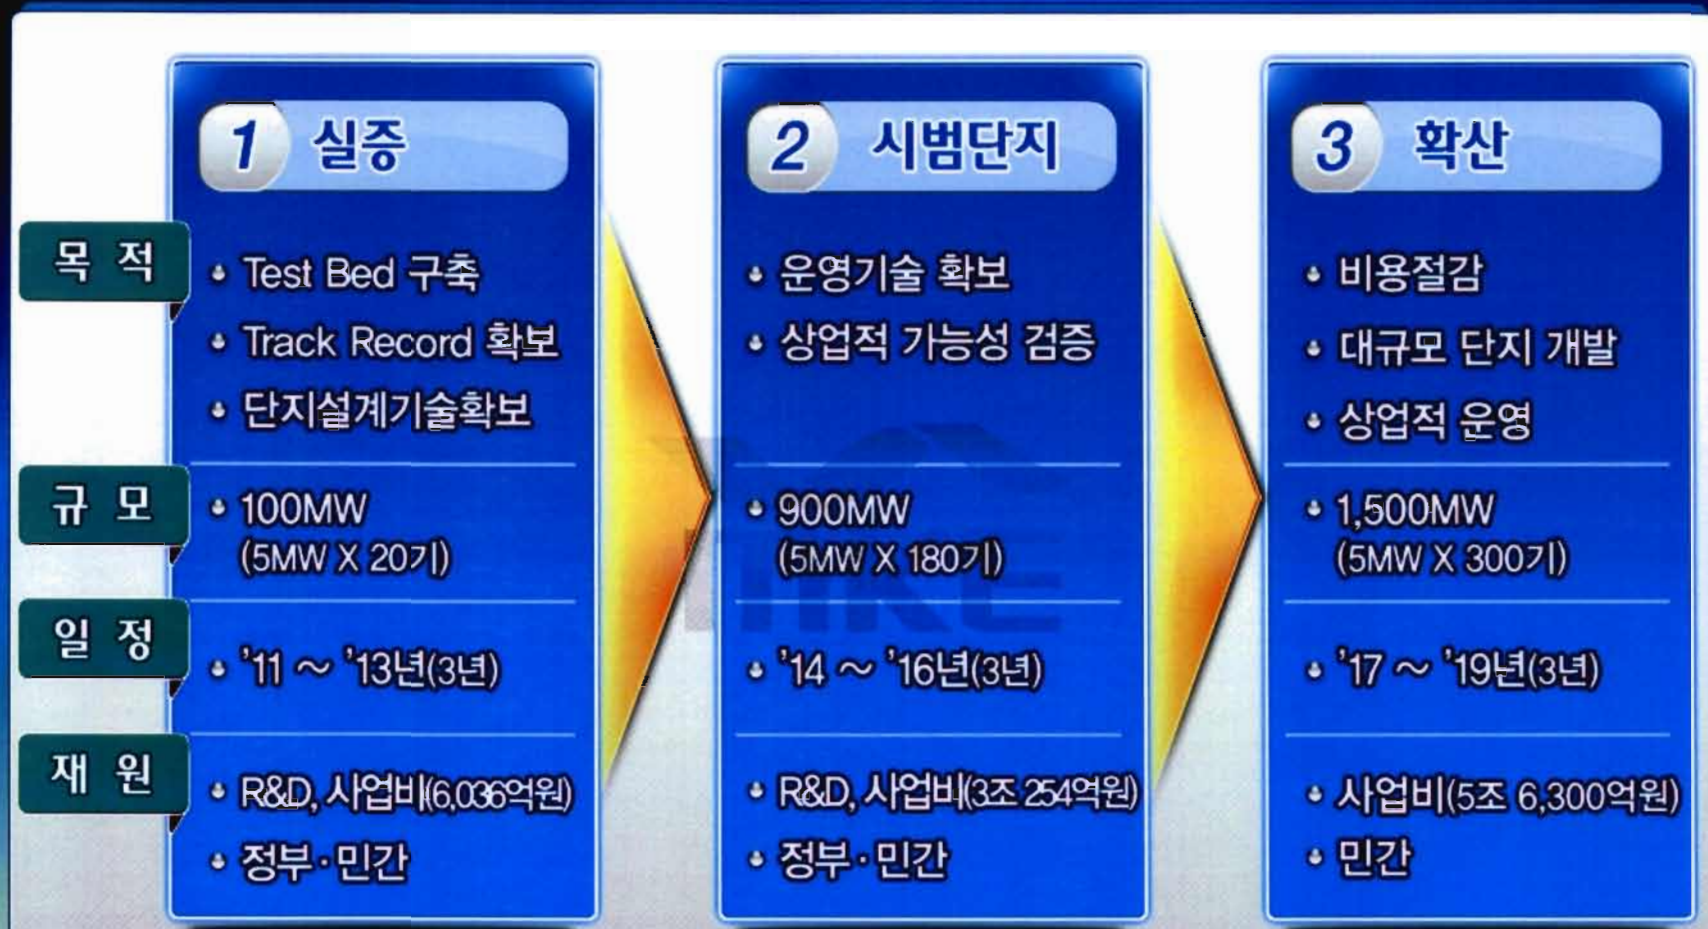 1 실증
2 시범단지
3 확산
목 적
• Test Bed 구축
• Track Record 확보
• 단지설계기술확보
• 운영기술 확보
• 상업적 가능성 검증
• 비용절감
• 대규모 단지 개발
• 상업적 운영
규 모
• 100MW
(5MW X 20기)
• 900MW
(5MW X 180기)
• 1,500MW
(5MW X 300기)
일 정
• '11 ~ '13년(3년)
• '14 ~ '16년(3년)
• '17 ~ '19년(3년)
재 원
• R&D, 사업비(6,036억원)
• 정부·민간
• R&D, 사업비(3조 254억원)
• 정부·민간
• 사업비(5조 6,300억원)
• 민간
MKE